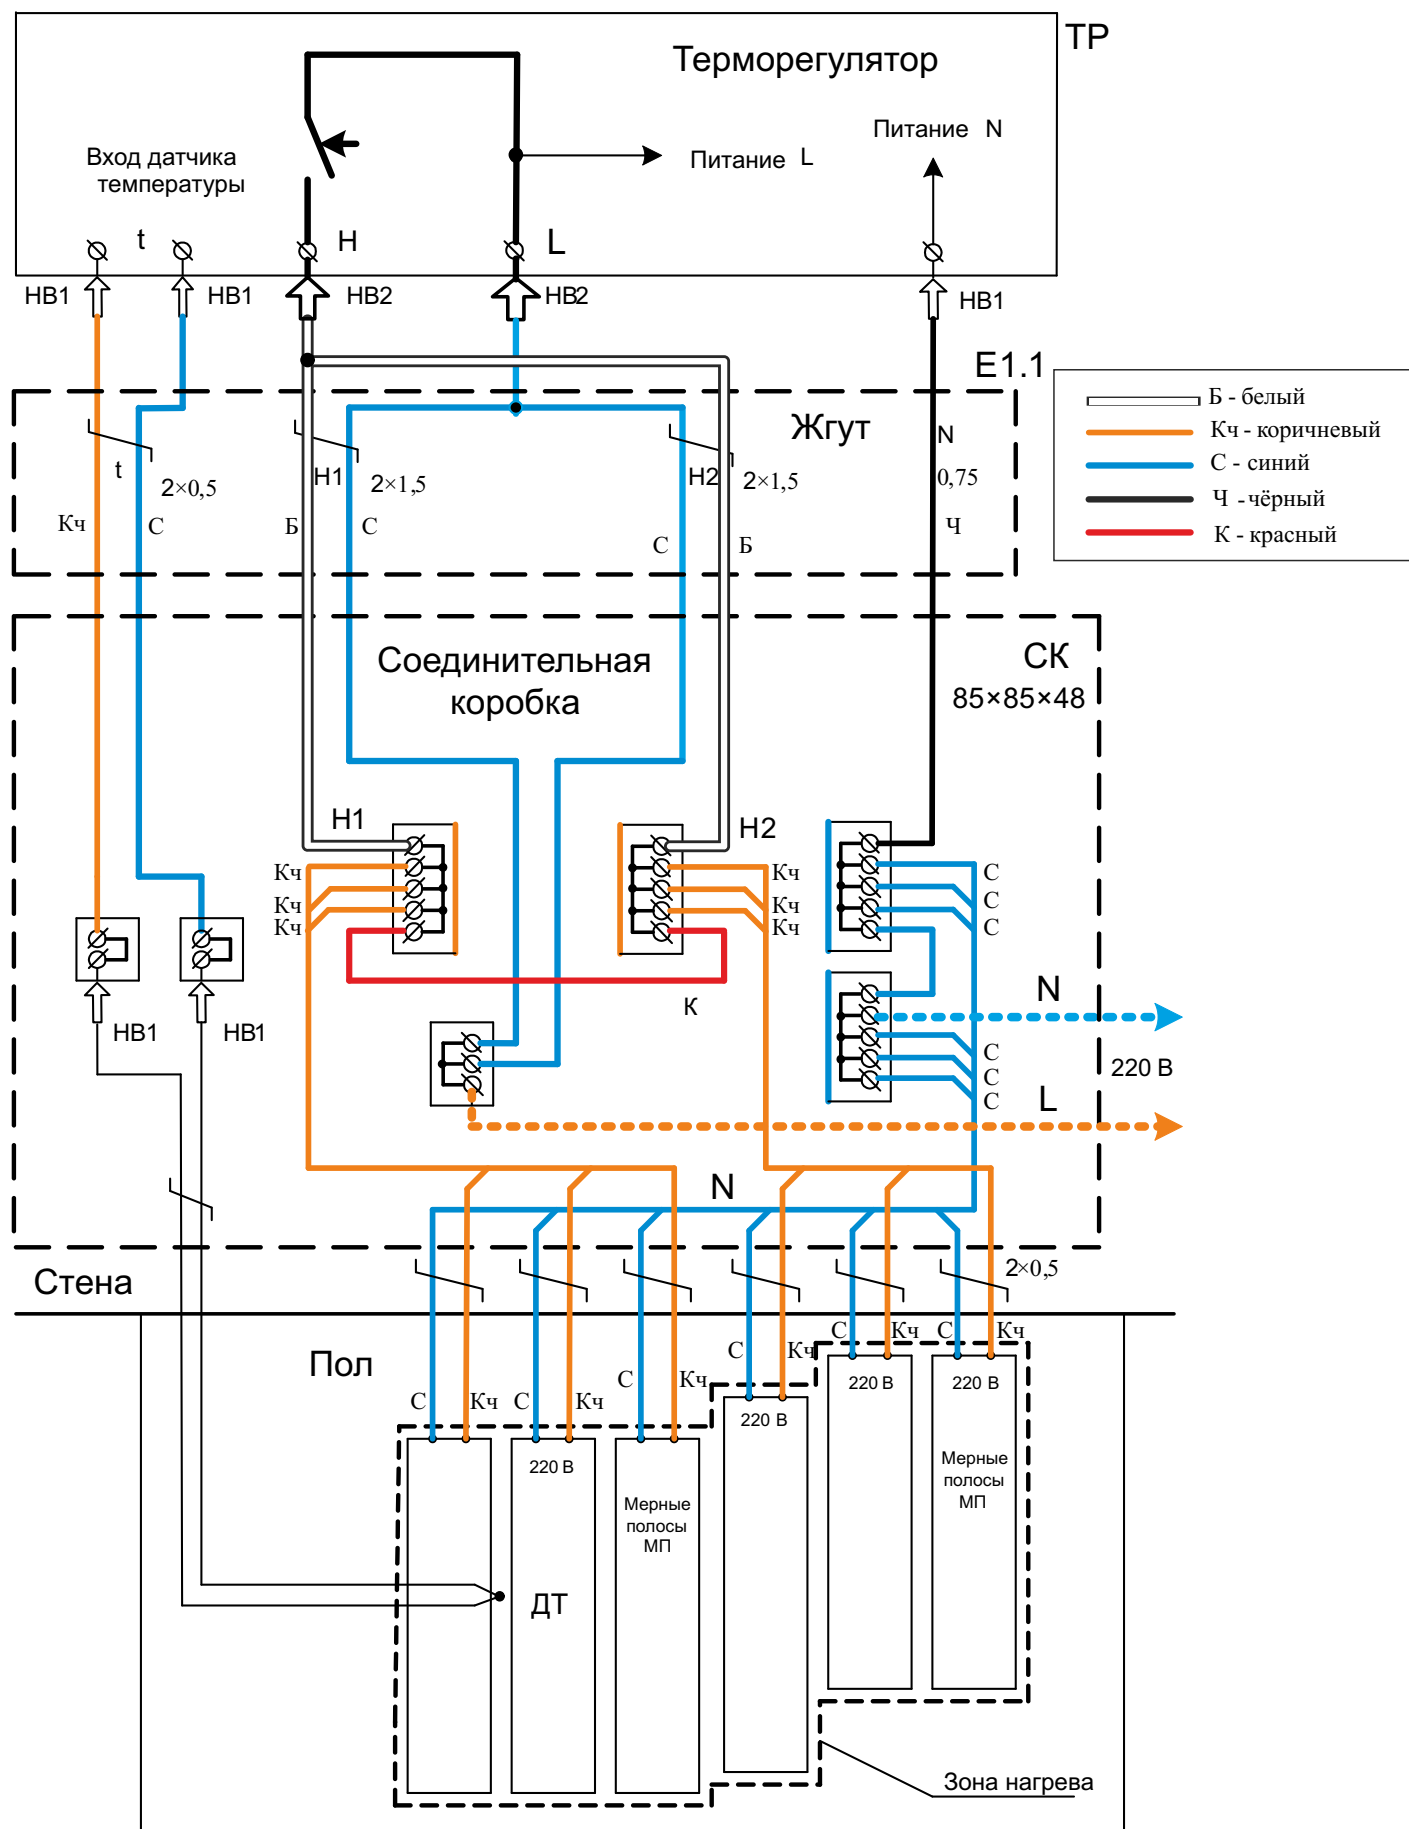 ТР
Терморегулятор
Питание N
Вход датчика
температуры
Питание L
t
H
L
НВ1
НВ1
НВ2
НВ2
НВ1
Е1.1
Б - белый
Кч - коричневый
С - синий
Ч - чёрный
К - красный
Жгут
N
t
2×0,5
Н1
2×1,5
Н2
2×1,5
0,75
Кч
С
Б
С
С
Б
Ч
Соединительная
коробка
СК
85×85×48
Н1
Н2
Кч
Кч
Кч
Кч
Кч
Кч
С
С
С
К
N
НВ1
НВ1
С
С
С
220 В
L
N
Стена
2×0,5
Пол
С
Кч
С
Кч
С
Кч
С
Кч
С
Кч
С
Кч
220 В
220 В
220 В
220 В
Мерные
полосы
МП
Мерные
полосы
МП
ДТ
Зона нагрева